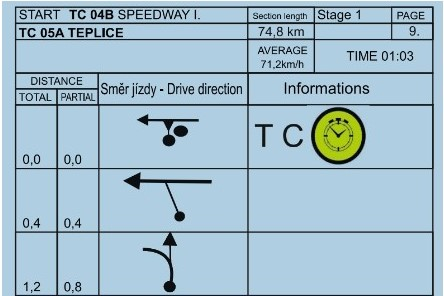 START TC 04B SPEEDWAY I. Section length Stage 1 PAGE
TC 05A TEPLICE 74,8 km 9.
AVERAGE
71,2km/h TIME 01:03
DISTANCE Směr jízdy - Drive direction Informations
TOTAL PARTIAL
T C
0,0 0,0
0,4 0,4
1,2 0,8